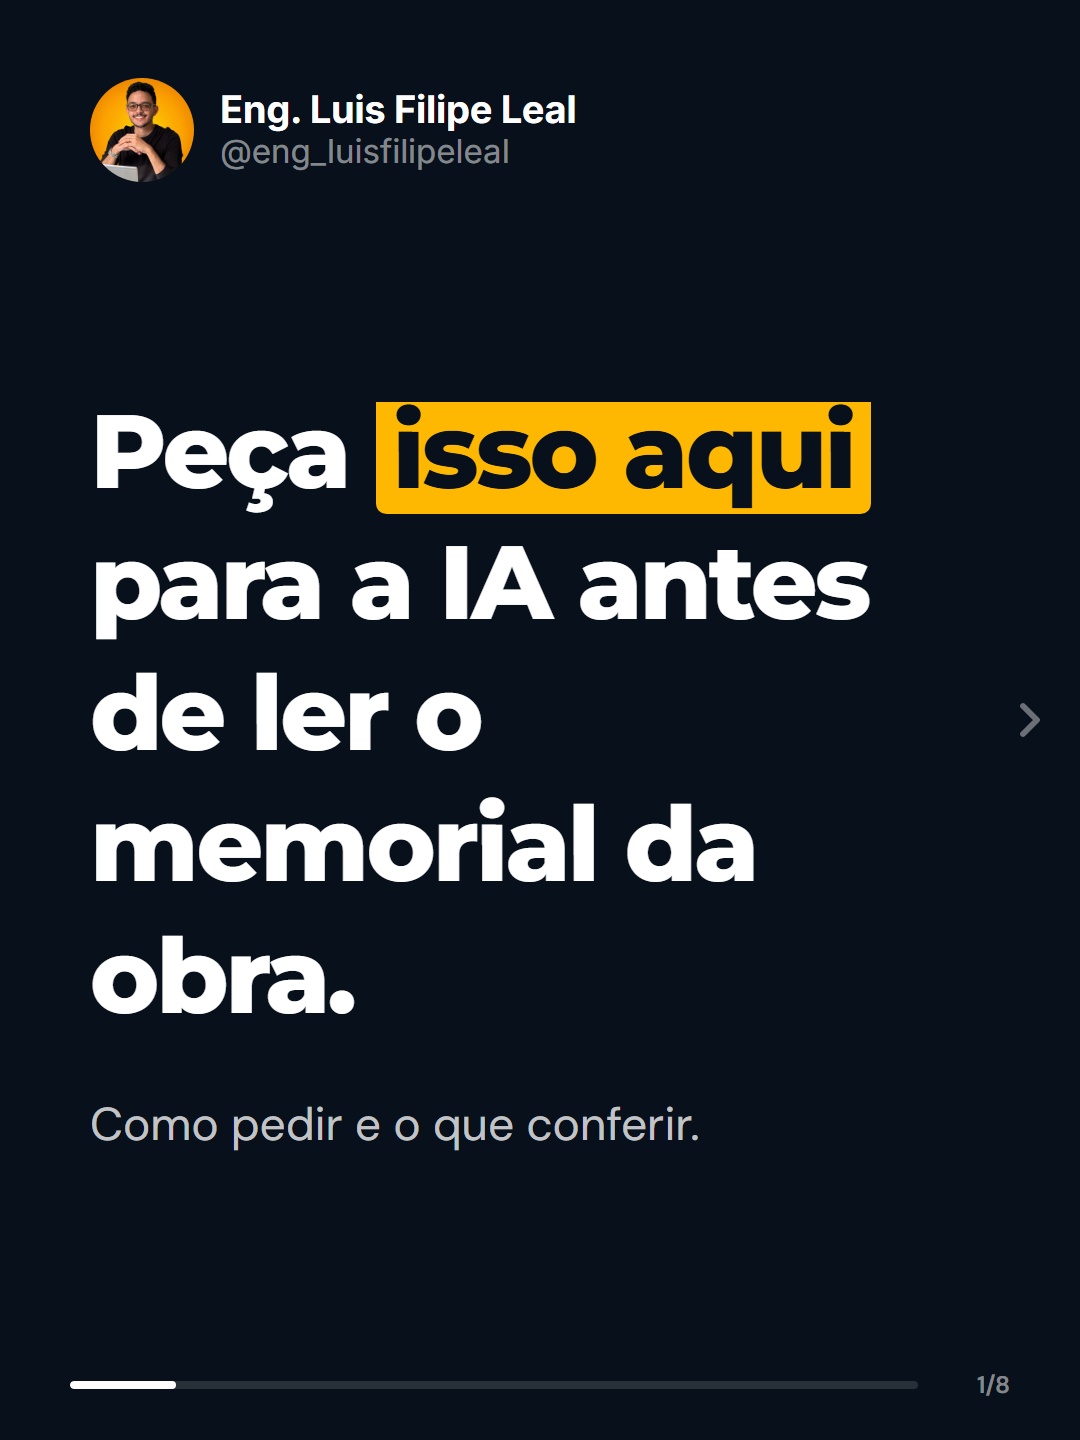 Eng. Luis Filipe Leal
@eng_luisfilipeleal
Peça isso aqui
para a IA antes
de ler o
memorial da
obra.
Como pedir e o que conferir.
1/8